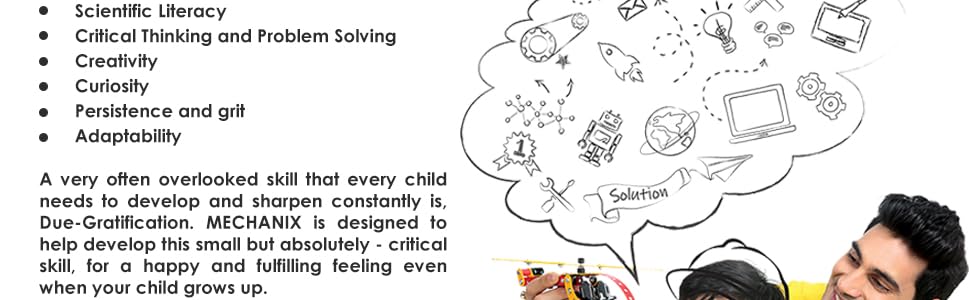 Scientific Literacy
Critical Thinking and Problem Solving
Creativity
Curiosity
Persistence and grit
Adaptability
A very often overlooked skill that every child
needs to develop and sharpen constantly is,
Due-Gratification. MECHANIX is designed to
help develop this small but absolutely - critical
skill, for a happy and fulfilling feeling even
when your child grows up.
1
Solution